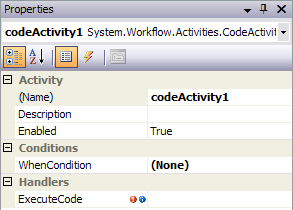 Properties
codeActivity1 System.Workflow.Activities.CodeActivit
Activity
(Name) codeActivity1
Description
Enabled True
Conditions
WhenCondition (None)
Handlers
ExecuteCode